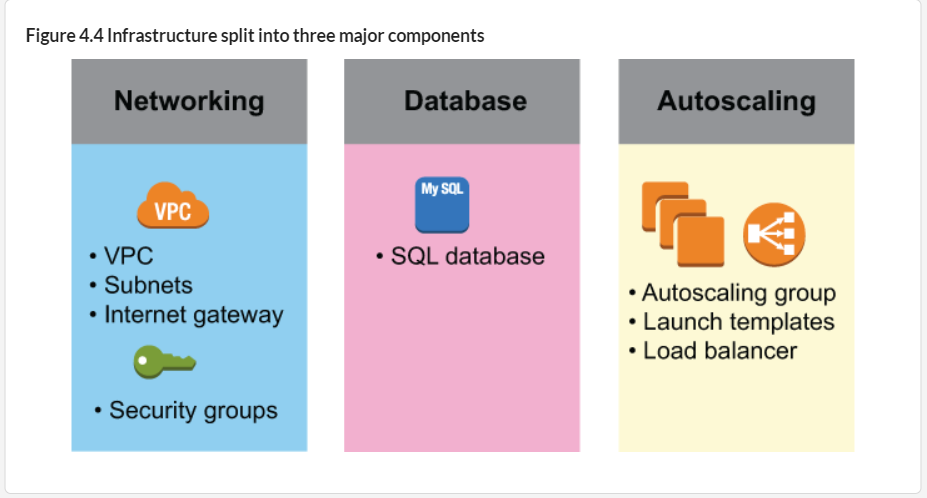 Figure 4.4 Infrastructure split into three major components
Networking
VPC
• VPC
• Subnets
• Internet gateway
• Security groups
Database
My SQL
• SQL database
Autoscaling
• Autoscaling group
• Launch templates
• Load balancer